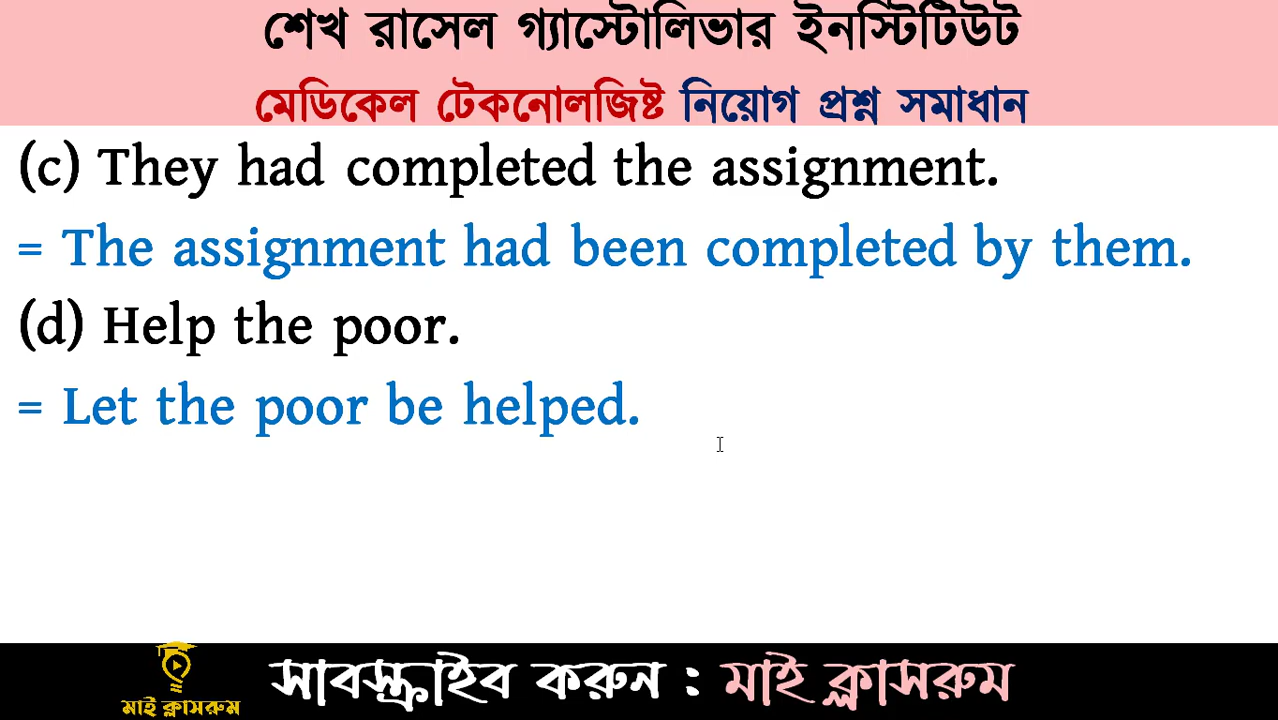 শেখ রাসেল গ্যাস্টোলিভার ইনস্টিটিউট
মেডিকেল টেকনোলজিষ্ট নিয়োগ প্রশ্ন সমাধান
(c) They had completed the assignment.
= The assignment had been completed by them.
(d) Help the poor.
= Let the poor be helped.
সাবস্ক্রাইব করুন : মাই ক্লাসরুম
মাই ক্লাসরুম